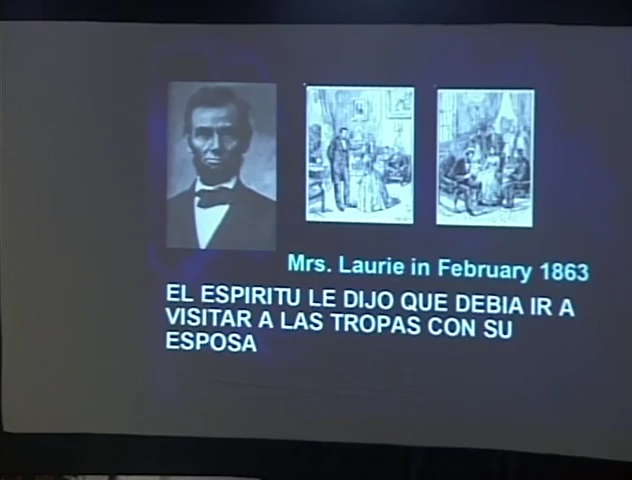 Mrs. Laurie in February 1863
EL ESPIRITU LE DIJO QUE DEBIA IR A
VISITAR A LAS TROPAS CON SU
ESPOSA